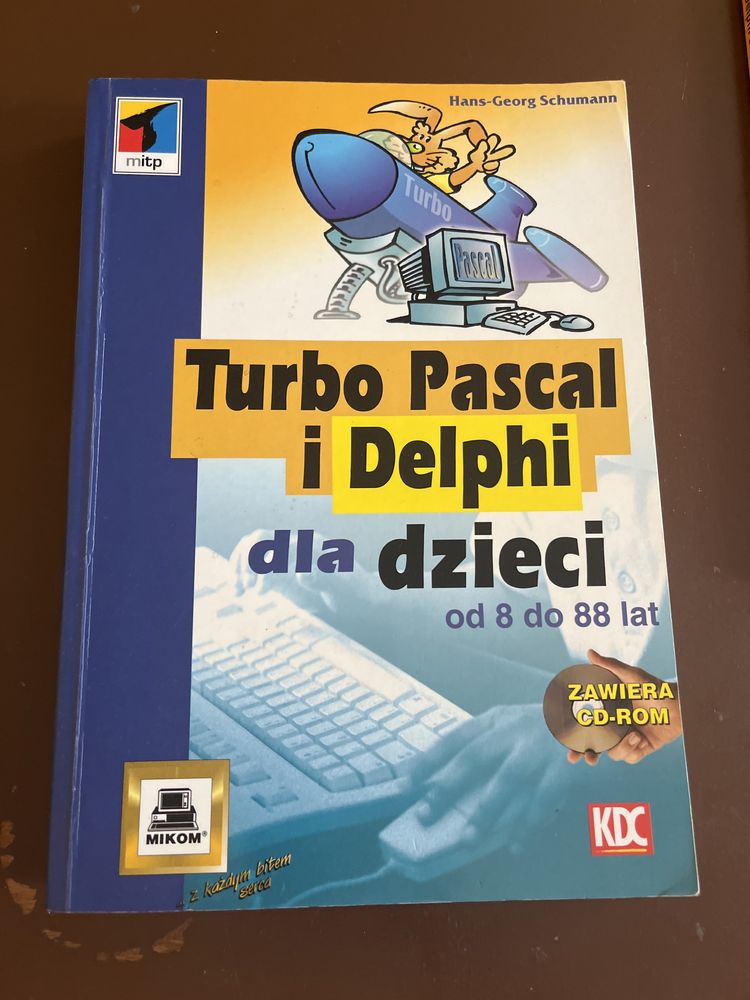 Hans-Georg Schumann
mitp
Turbo
Pascal
Turbo Pascal
i Delphi
dla dzieci
od 8 do 88 lat
ZAWIERA
CD-ROM
MIKOM®
KDC
... z każdym bitem
serca